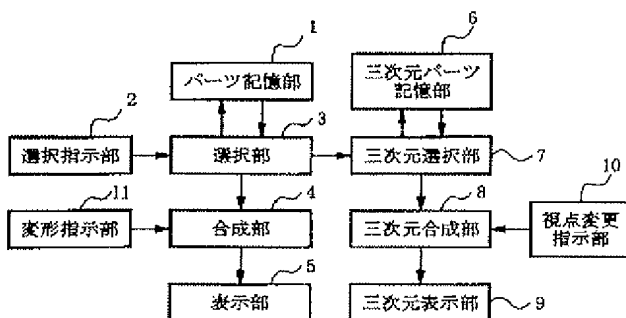 1
6
パーツ記憶部
三次元パーツ
記憶部
2
3
選択指示部
選択部
三次元選択部
7
11
4
8
10
変形指示部
合成部
三次元合成部
視点変更
指示部
5
表示部
三次元表示部
9